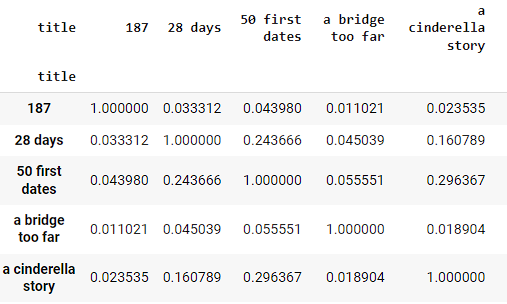 title 187 28 days 50 first dates a bridge too far a cinderella story
title
187 1.000000 0.033312 0.043980 0.011021 0.023535
28 days 0.033312 1.000000 0.243666 0.045039 0.160789
50 first dates 0.043980 0.243666 1.000000 0.055551 0.296367
a bridge too far 0.011021 0.045039 0.055551 1.000000 0.018904
a cinderella story 0.023535 0.160789 0.296367 0.018904 1.000000